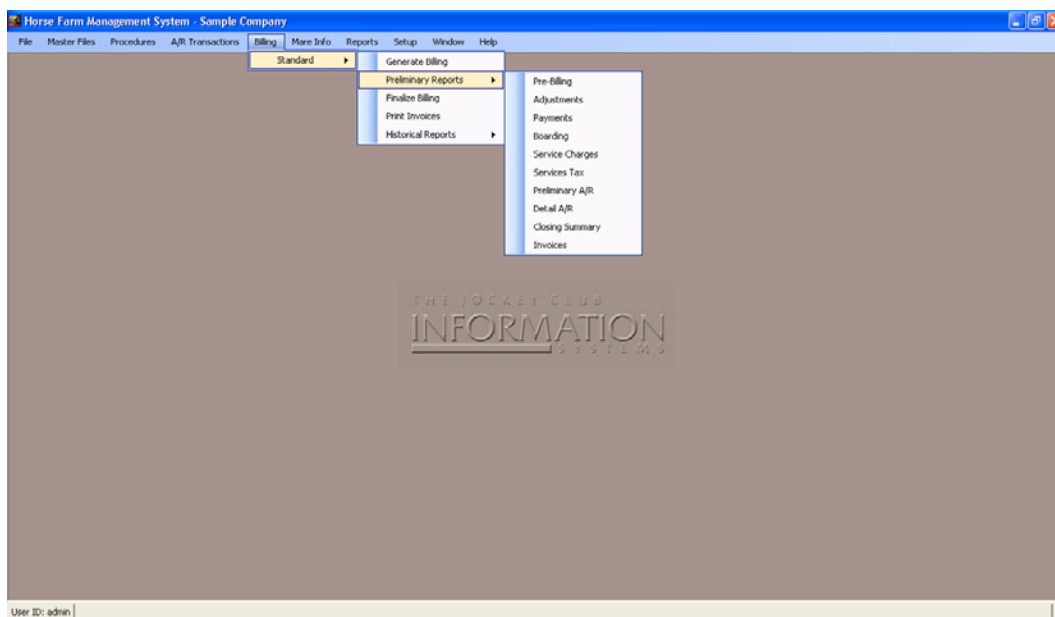 Horse Farm Management System - Sample Company
File Master Files Procedures A/R Transactions Billing Mare Info Reports Setup Window Help
Standard
Generate Billing
Preliminary Reports
Finalize Billing
Print Invoices
Historical Reports
Pre-Billing
Adjustments
Payments
Boarding
Service Charges
Services Tax
Preliminary A/R
Detail A/R
Closing Summary
Invoices
THE JOCKEY CLUB
INFORMATION
SYSTEMS
User ID: admin